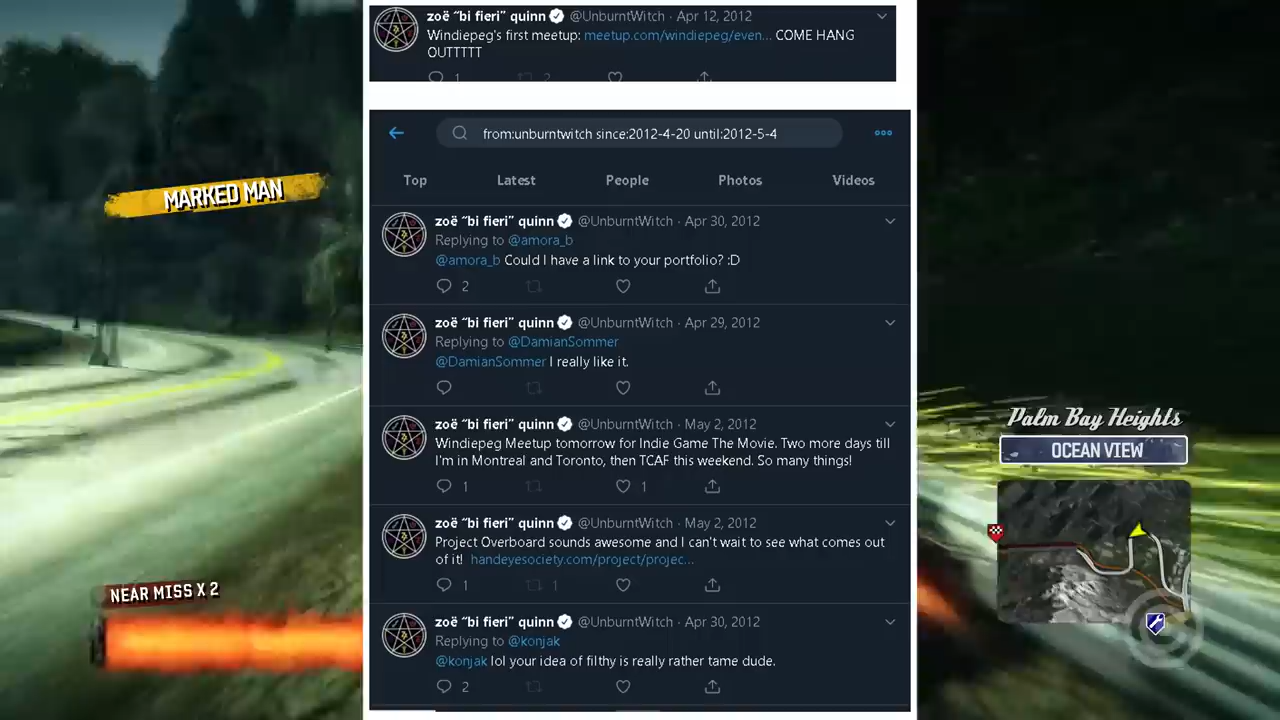 zoë “bi fieri” quinn @UnburntWitch · Apr 12, 2012
Windiepeg's first meetup: meetup.com/windiepeg/even... COME HANG
OUTTTTT
1 2
from:unburntwitch since:2012-4-20 until:2012-5-4
Top Latest People Photos Videos
zoë “bi fieri” quinn @UnburntWitch · Apr 30, 2012
Replying to @amora_b
@amora_b Could I have a link to your portfolio? :D
2
zoë “bi fieri” quinn @UnburntWitch · Apr 29, 2012
Replying to @DamianSommer
@DamianSommer I really like it.
zoë “bi fieri” quinn @UnburntWitch · May 2, 2012
Windiepeg Meetup tomorrow for Indie Game The Movie. Two more days till
I'm in Montreal and Toronto, then TCAF this weekend. So many things!
1 1
zoë “bi fieri” quinn @UnburntWitch · May 2, 2012
Project Overboard sounds awesome and I can't wait to see what comes out
of it! handeyesociety.com/project/projec...
1 1
zoë “bi fieri” quinn @UnburntWitch · Apr 30, 2012
Replying to @konjak
@konjak lol your idea of filthy is really rather tame dude.
2
MARKED MAN
NEAR MISS X 2
Palm Bay Heights
OCEAN VIEW